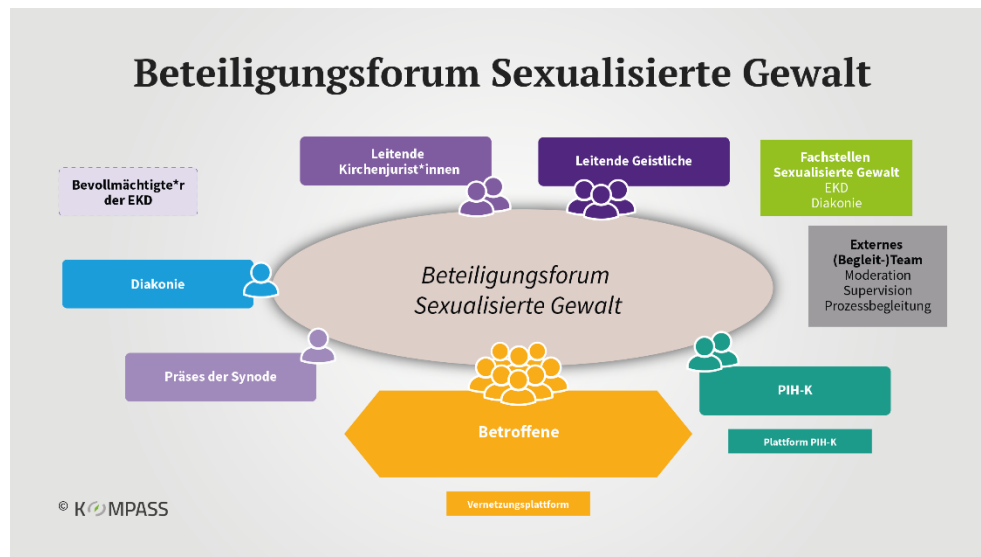 Beteiligungsforum Sexualisierte Gewalt
Leitende
Kirchenjurist*innen
Leitende Geistliche
Fachstellen
Sexualisierte Gewalt
EKD
Diakonie
Bevollmächtigte*r
der EKD
Externes
(Begleit-)Team
Moderation
Supervision
Prozessbegleitung
Diakonie
Beteiligungsforum
Sexualisierte Gewalt
Präses der Synode
PIH-K
Betroffene
Plattform PIH-K
Vernetzungsplattform
© KOMPASS